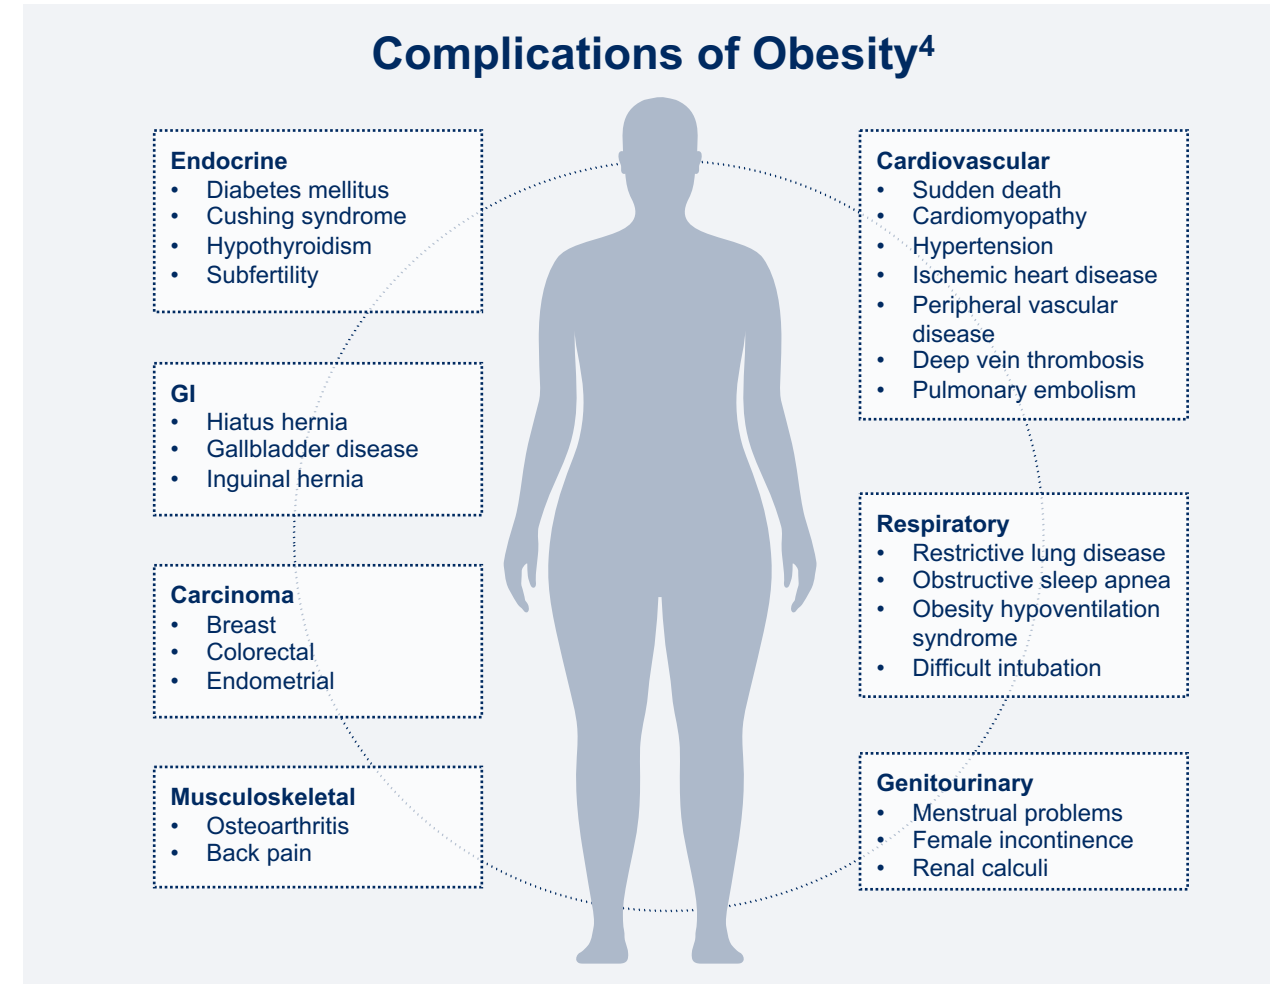 Complications of Obesity⁴
Endocrine
• Diabetes mellitus
• Cushing syndrome
• Hypothyroidism
• Subfertility
GI
• Hiatus hernia
• Gallbladder disease
• Inguinal hernia
Carcinoma
• Breast
• Colorectal
• Endometrial
Musculoskeletal
• Osteoarthritis
• Back pain
Cardiovascular
• Sudden death
• Cardiomyopathy
• Hypertension
• Ischemic heart disease
• Peripheral vascular
disease
• Deep vein thrombosis
• Pulmonary embolism
Respiratory
• Restrictive lung disease
• Obstructive sleep apnea
• Obesity hypoventilation
syndrome
• Difficult intubation
Genitourinary
• Menstrual problems
• Female incontinence
• Renal calculi